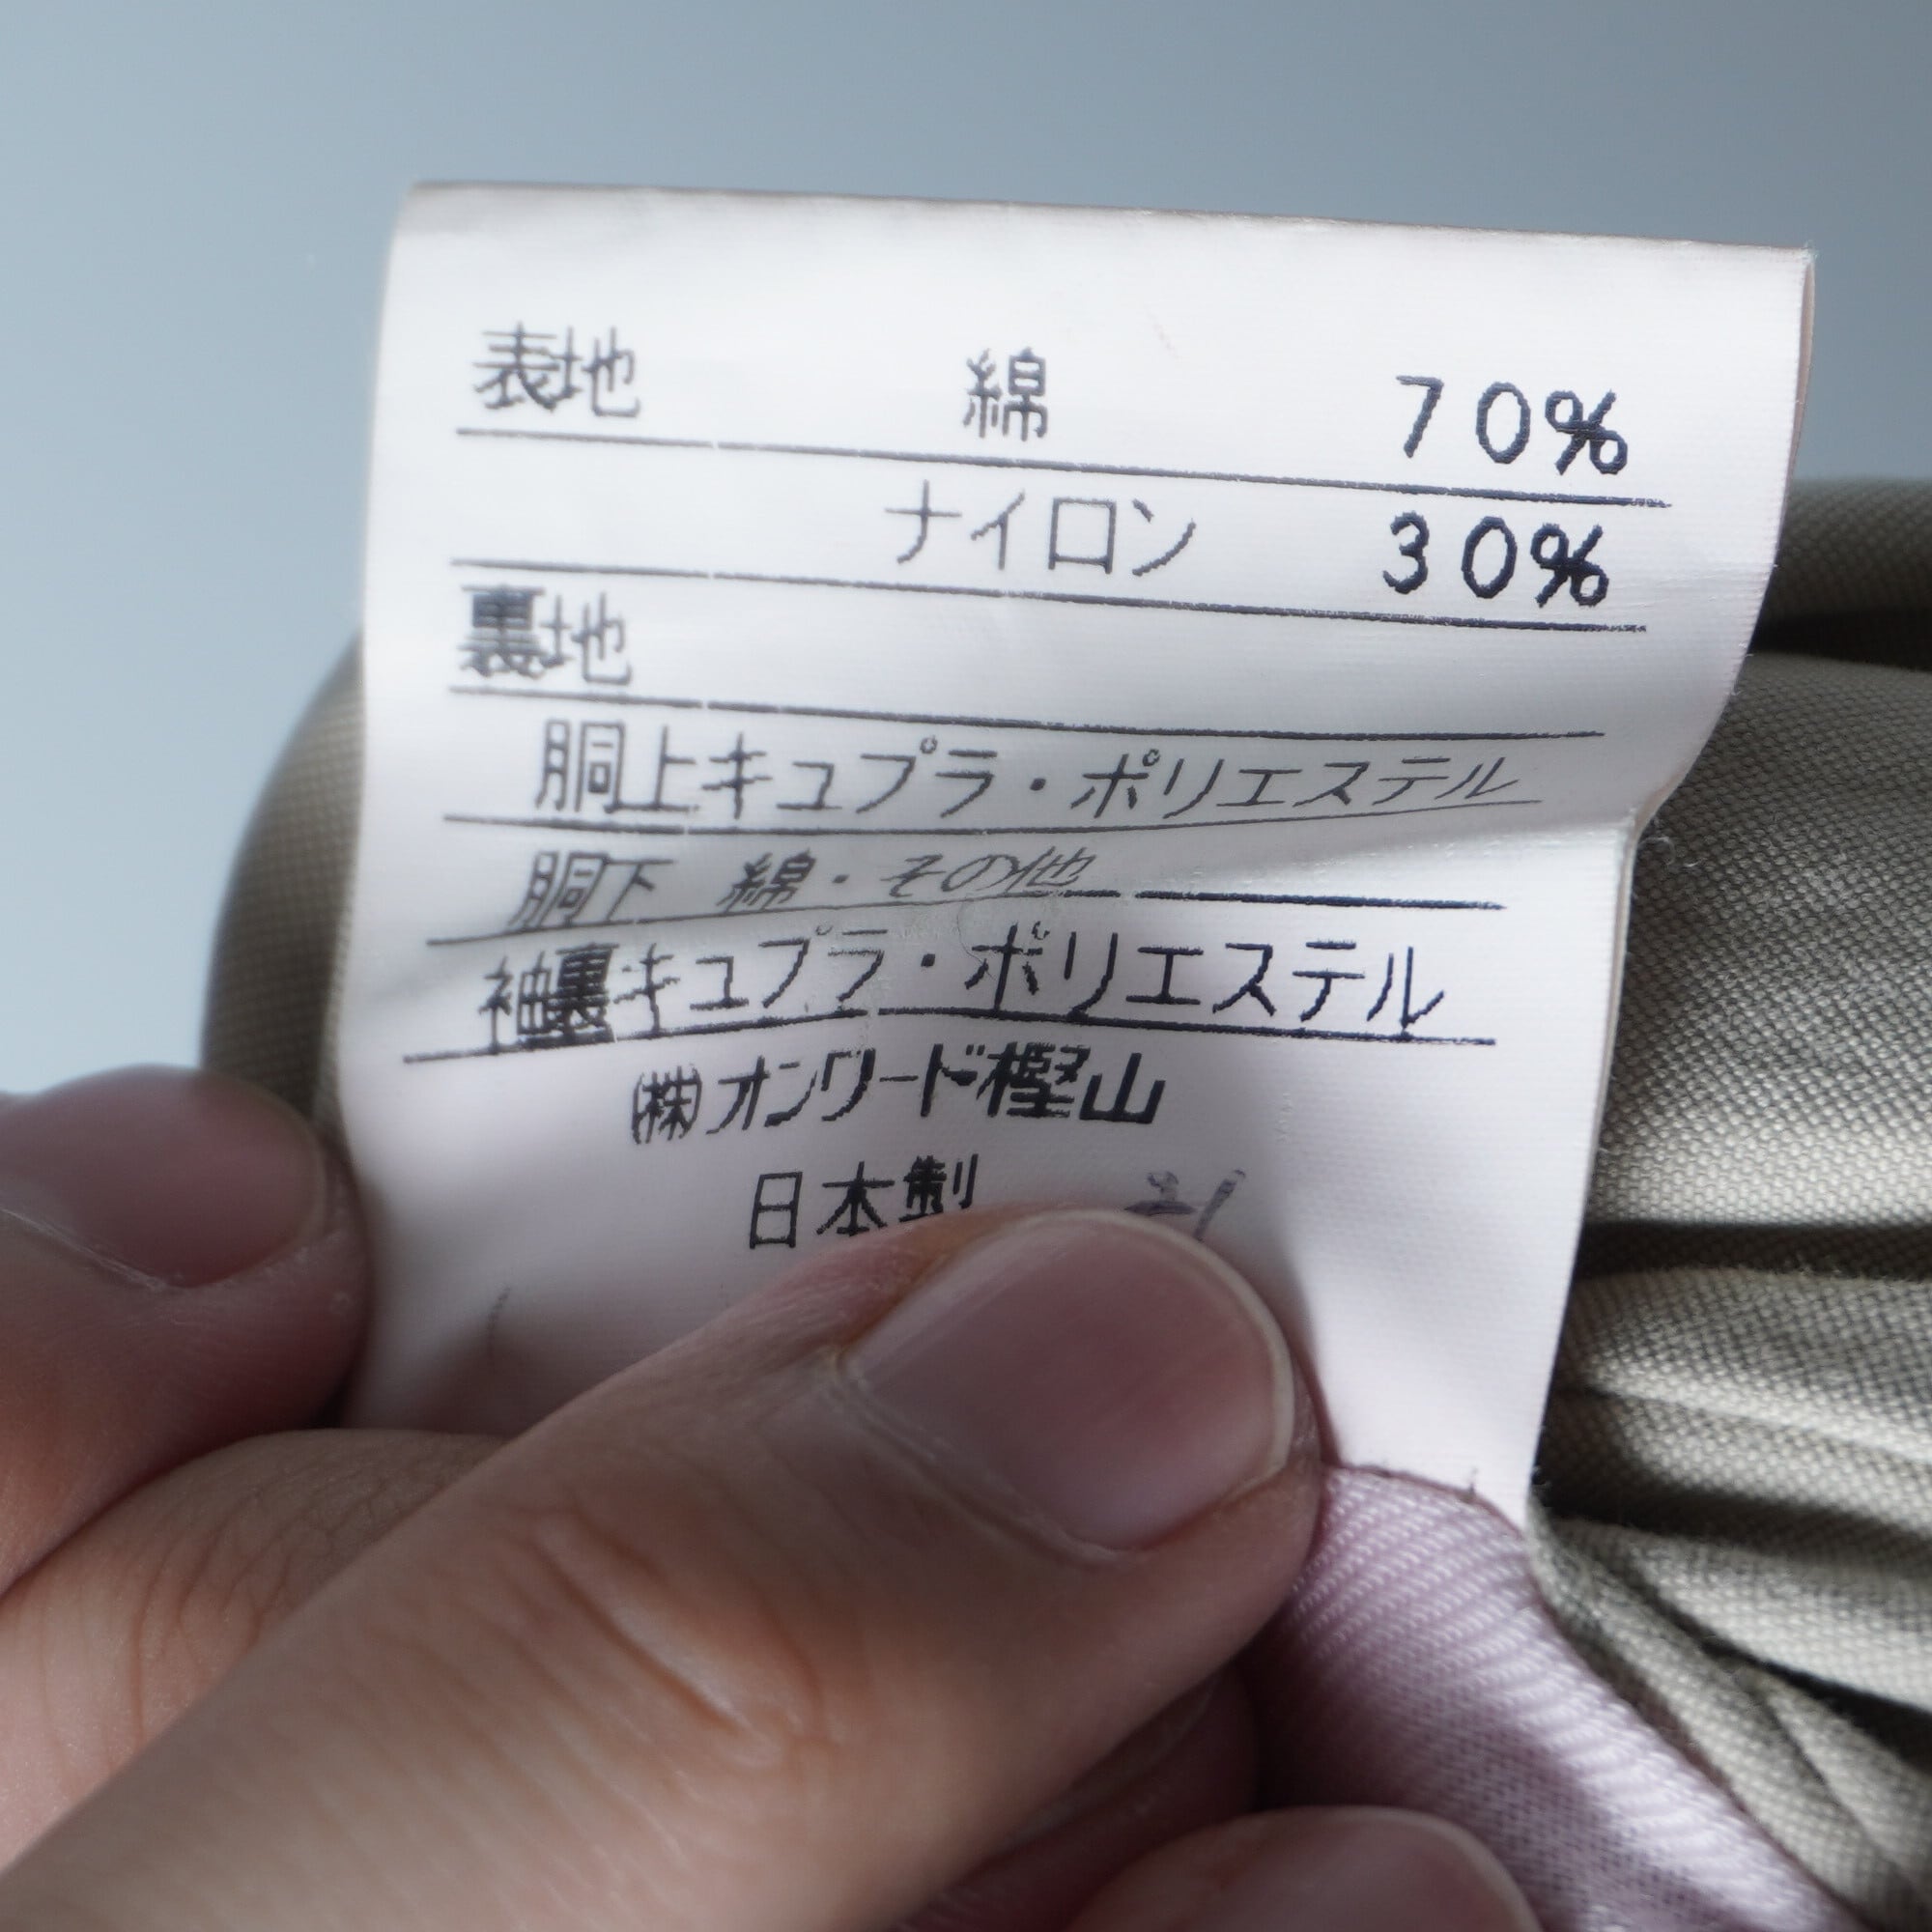 表地 綿 70%
ナイロン 30%
裏地
胴上キュプラ・ポリエステル
胴下 綿・その他
袖裏キュプラ・ポリエステル
(株)オンワード樫山
日本製